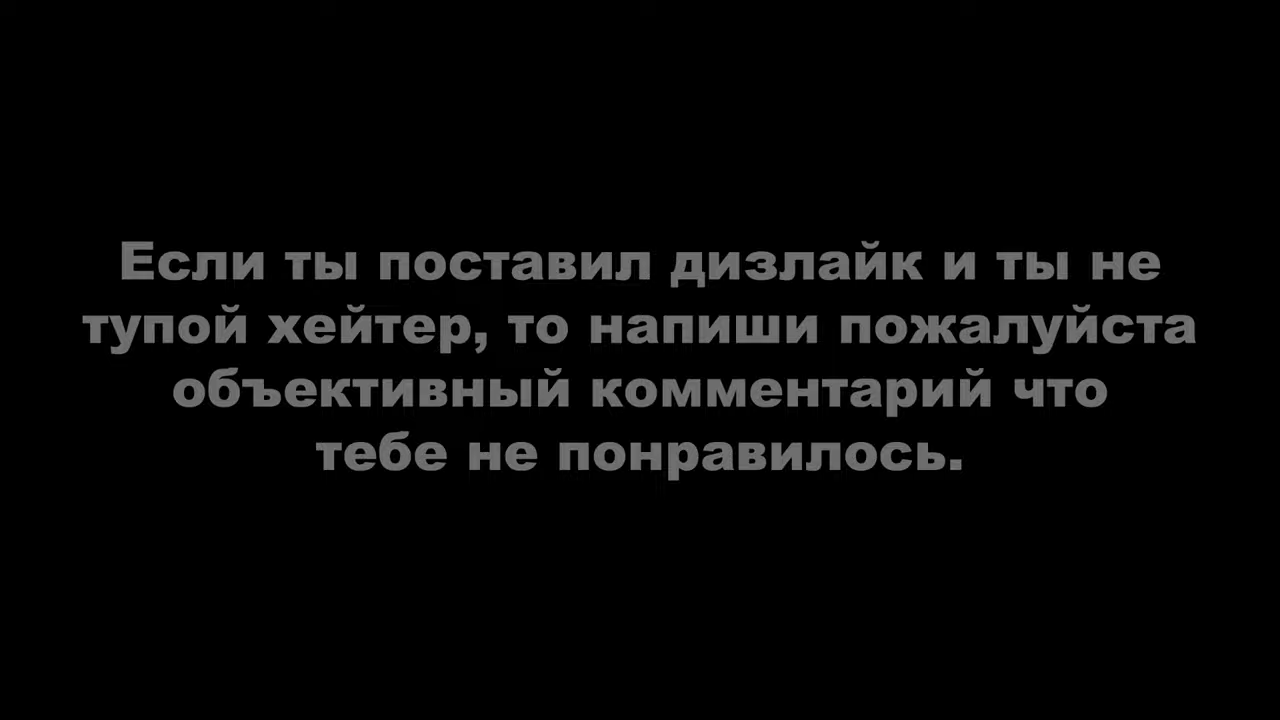 Если ты поставил дизлайк и ты не
тупой хейтер, то напиши пожалуйста
объективный комментарий что
тебе не понравилось.